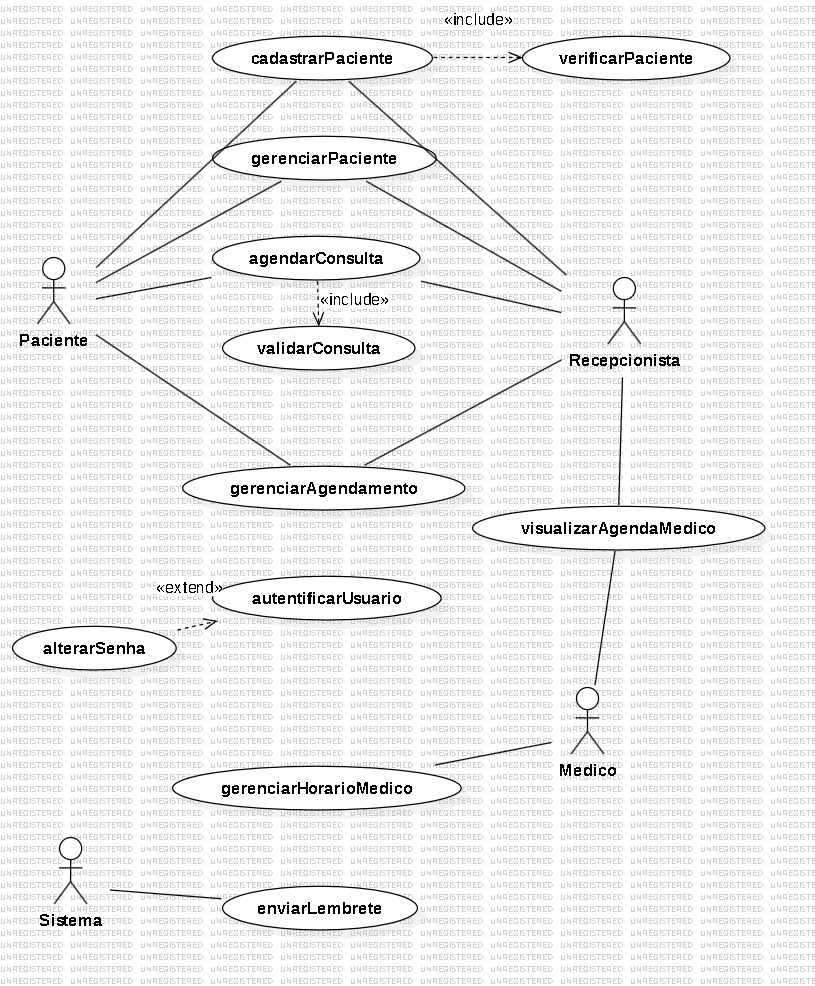 «include»
cadastrarPaciente
verificarPaciente
gerenciarPaciente
agendarConsulta
«include»
Paciente
validarConsulta
Recepcionista
gerenciarAgendamento
visualizarAgendaMedico
«extend»
autentificarUsuario
alterarSenha
Medico
gerenciarHorarioMedico
Sistema
enviarLembrete
UNREGISTERED